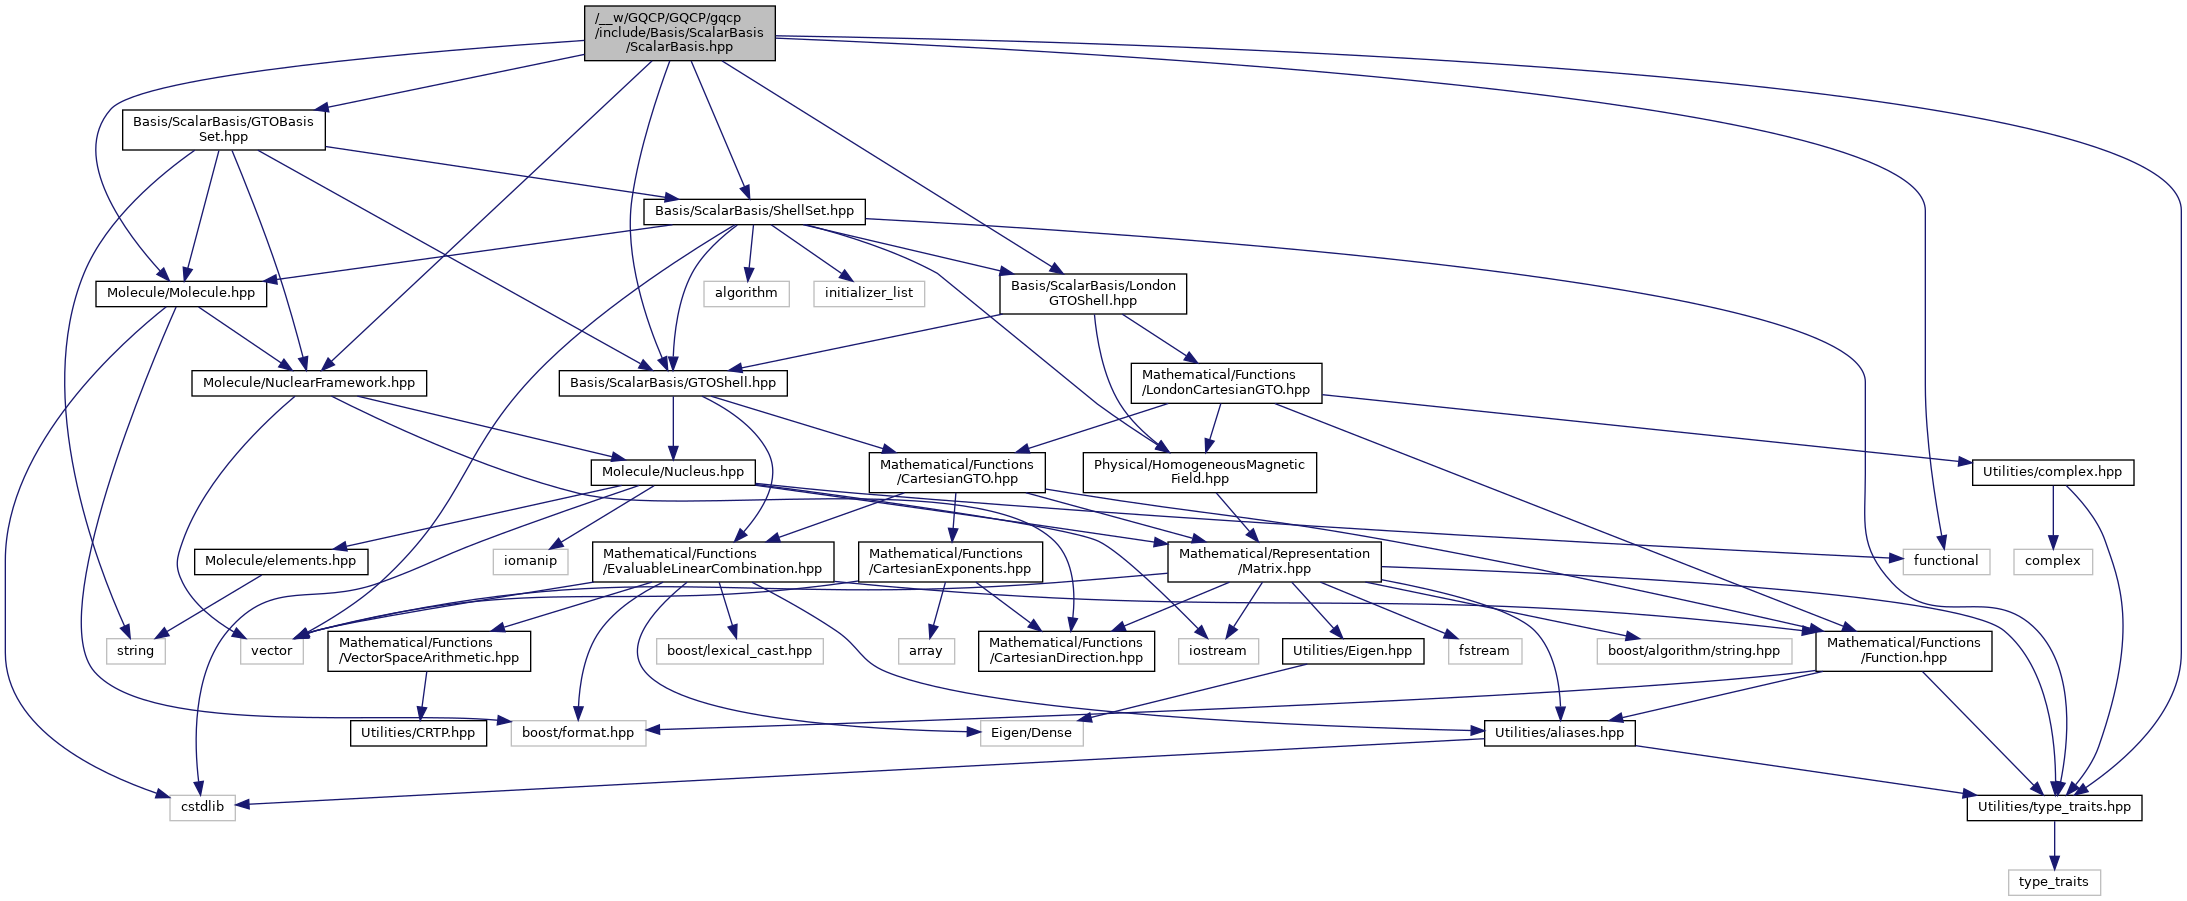 /__w/GQCP/GQCP/gqcp
/include/Basis/ScalarBasis
/ScalarBasis.hpp
Basis/ScalarBasis/GTOBasis
Set.hpp
Basis/ScalarBasis/ShellSet.hpp
Molecule/Molecule.hpp
algorithm
initializer_list
Basis/ScalarBasis/London
GTOShell.hpp
Molecule/NuclearFramework.hpp
Basis/ScalarBasis/GTOShell.hpp
Mathematical/Functions
/LondonCartesianGTO.hpp
Molecule/Nucleus.hpp
Mathematical/Functions
/CartesianGTO.hpp
Physical/HomogeneousMagnetic
Field.hpp
Utilities/complex.hpp
Molecule/elements.hpp
iomanip
Mathematical/Functions
/EvaluableLinearCombination.hpp
Mathematical/Functions
/CartesianExponents.hpp
Mathematical/Representation
/Matrix.hpp
functional
complex
string
vector
Mathematical/Functions
/VectorSpaceArithmetic.hpp
boost/lexical_cast.hpp
array
Mathematical/Functions
/CartesianDirection.hpp
iostream
Utilities/Eigen.hpp
fstream
boost/algorithm/string.hpp
Mathematical/Functions
/Function.hpp
Utilities/CRTP.hpp
boost/format.hpp
Eigen/Dense
Utilities/aliases.hpp
cstdlib
Utilities/type_traits.hpp
type_traits